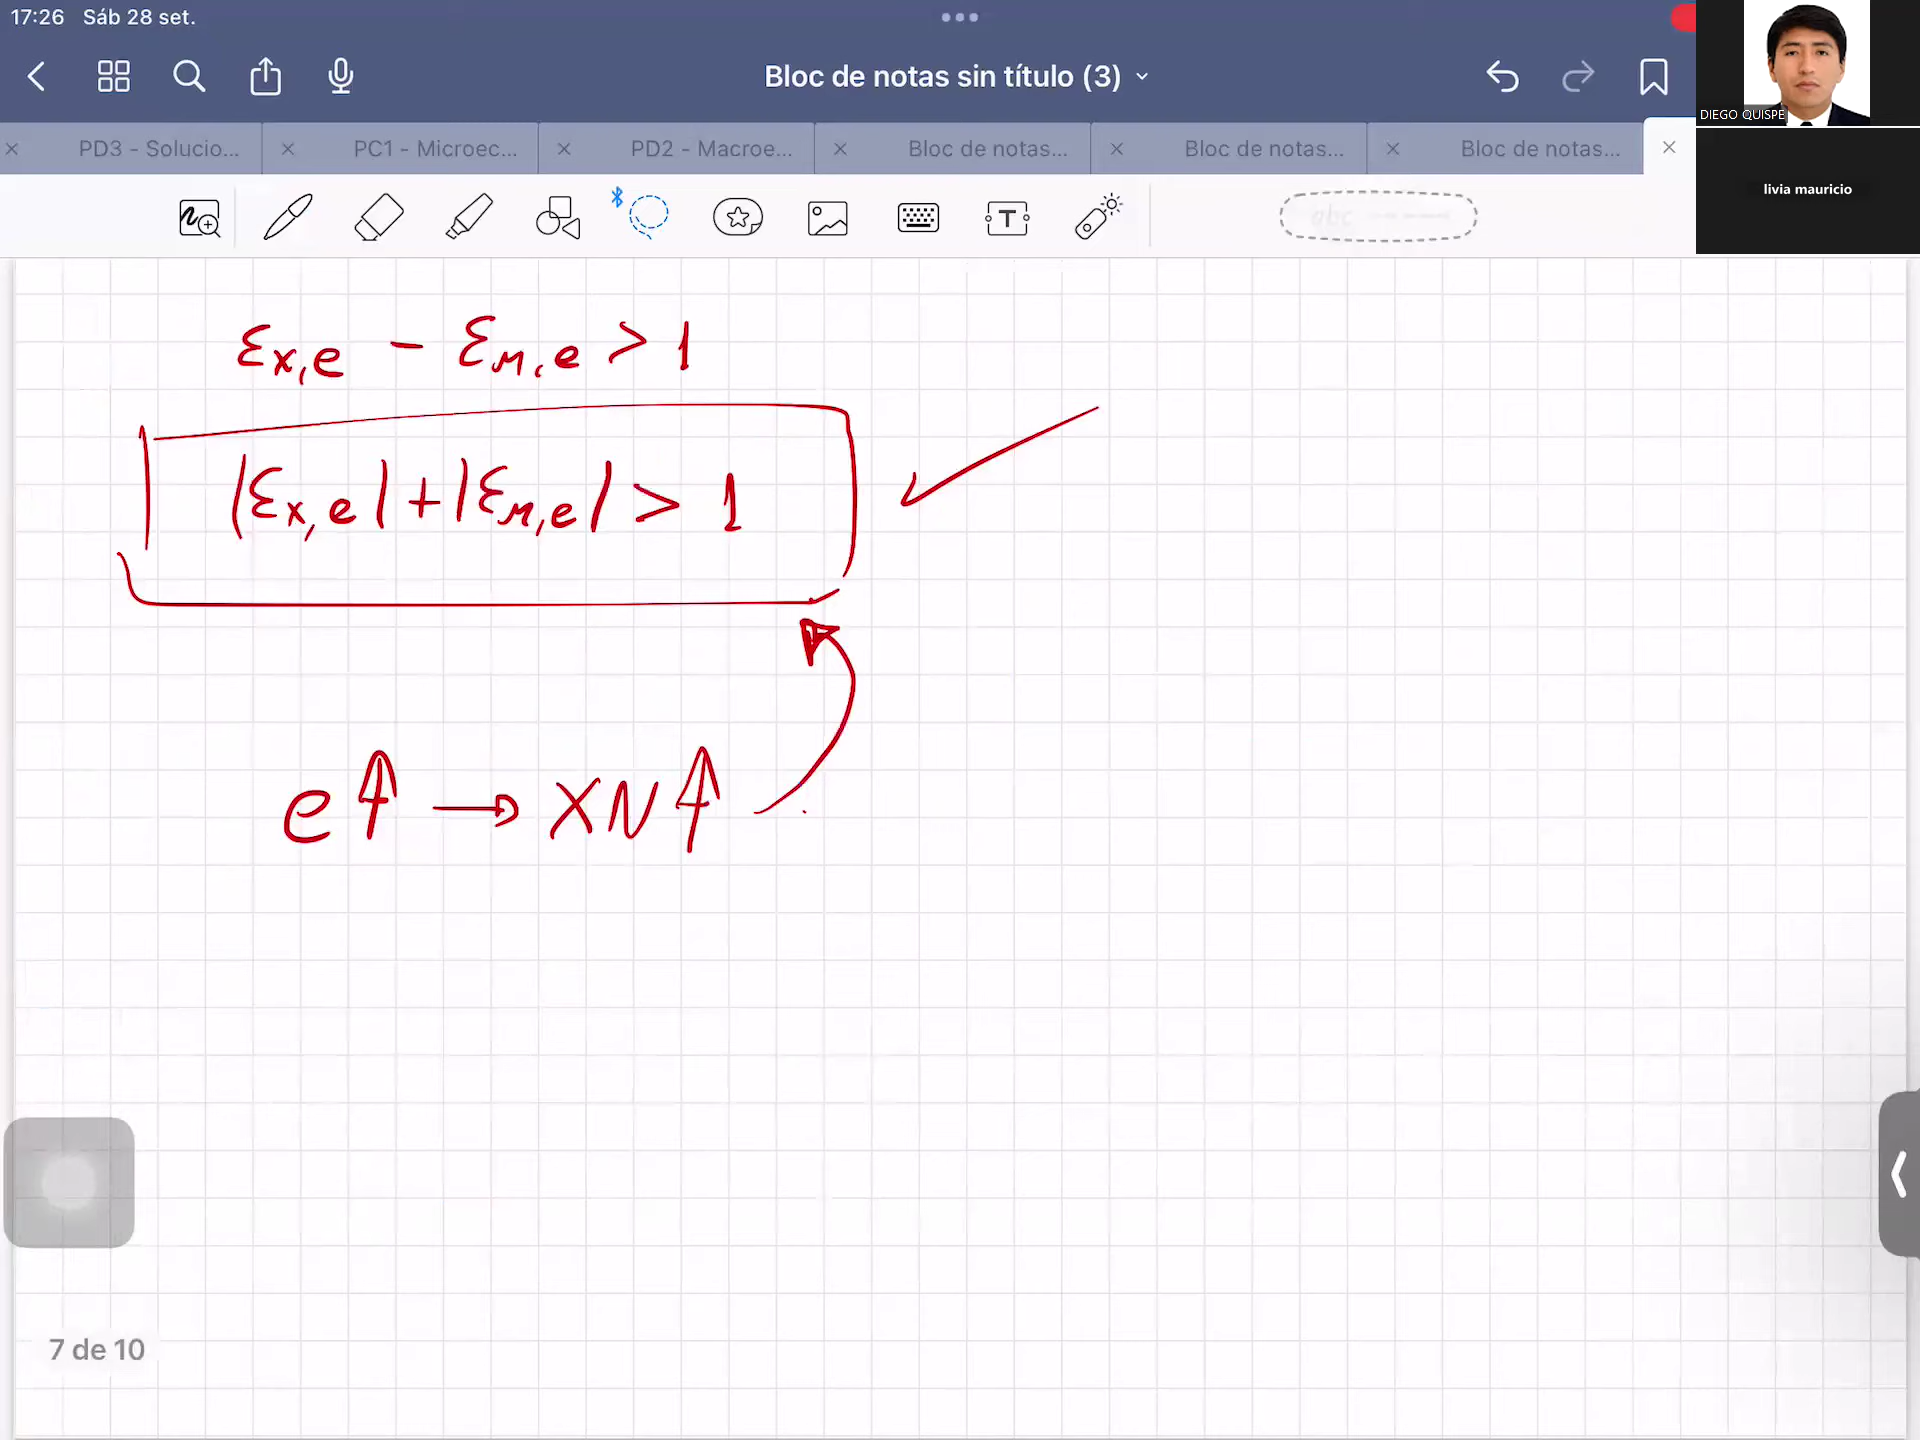 17:26 Sáb 28 set.
Bloc de notas sin título (3)
DIEGO QUISPE
PD3 - Solucio... PC1 - Microec... PD2 - Macroe... Bloc de notas... Bloc de notas... Bloc de notas...
livia mauricio
abc
T
εx,e - εM,e > 1
|εx,e| + |εM,e| > 1
e↑ → XN↑
7 de 10